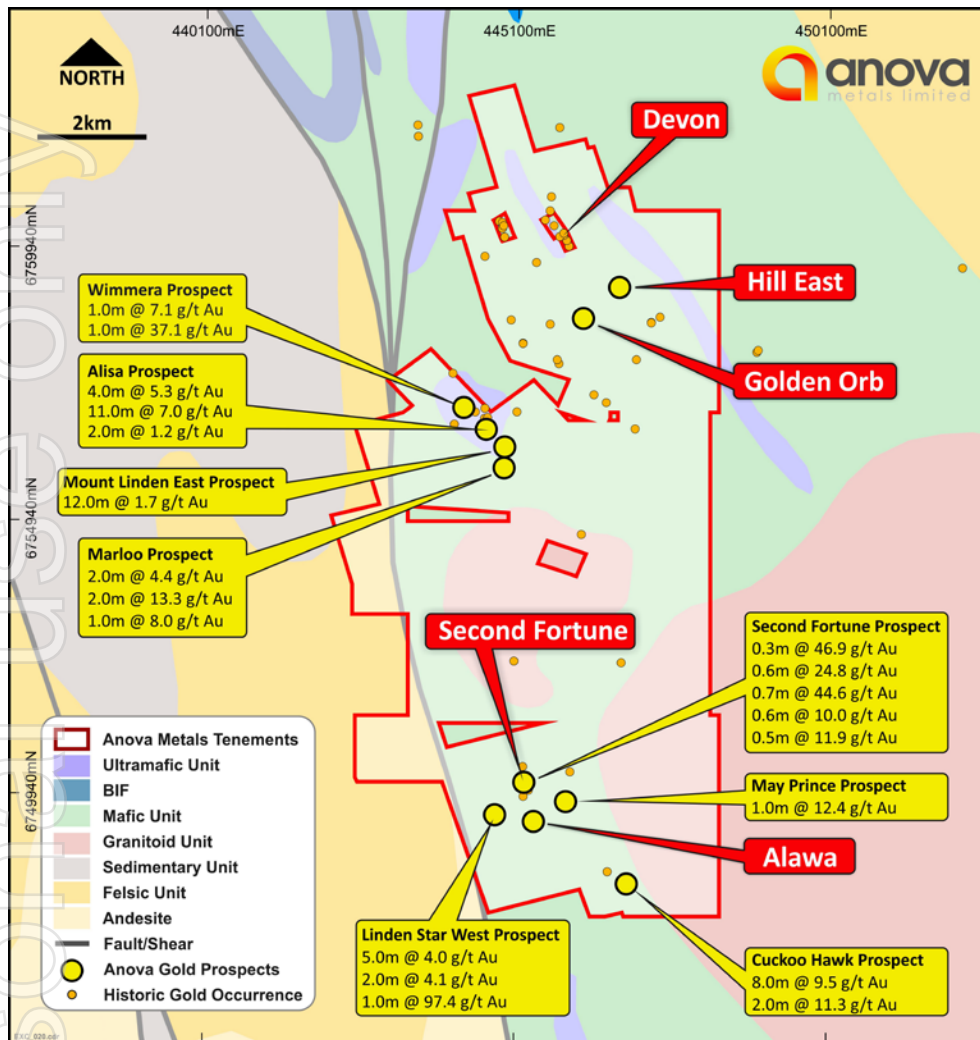 440100mE
445100mE
450100mE
NORTH
2km
anova
metals limited
Devon
6759940mN
Hill East
Golden Orb
Wimmera Prospect
1.0m @ 7.1 g/t Au
1.0m @ 37.1 g/t Au
Alisa Prospect
4.0m @ 5.3 g/t Au
11.0m @ 7.0 g/t Au
2.0m @ 1.2 g/t Au
Mount Linden East Prospect
12.0m @ 1.7 g/t Au
6754940mN
Marloo Prospect
2.0m @ 4.4 g/t Au
2.0m @ 13.3 g/t Au
1.0m @ 8.0 g/t Au
Second Fortune
Second Fortune Prospect
0.3m @ 46.9 g/t Au
0.6m @ 24.8 g/t Au
0.7m @ 44.6 g/t Au
0.6m @ 10.0 g/t Au
0.5m @ 11.9 g/t Au
6749940mN
May Prince Prospect
1.0m @ 12.4 g/t Au
Alawa
Anova Metals Tenements
Ultramafic Unit
BIF
Mafic Unit
Granitoid Unit
Sedimentary Unit
Felsic Unit
Andesite
Fault/Shear
Anova Gold Prospects
Historic Gold Occurrence
Linden Star West Prospect
5.0m @ 4.0 g/t Au
2.0m @ 4.1 g/t Au
1.0m @ 97.4 g/t Au
Cuckoo Hawk Prospect
8.0m @ 9.5 g/t Au
2.0m @ 11.3 g/t Au
use only